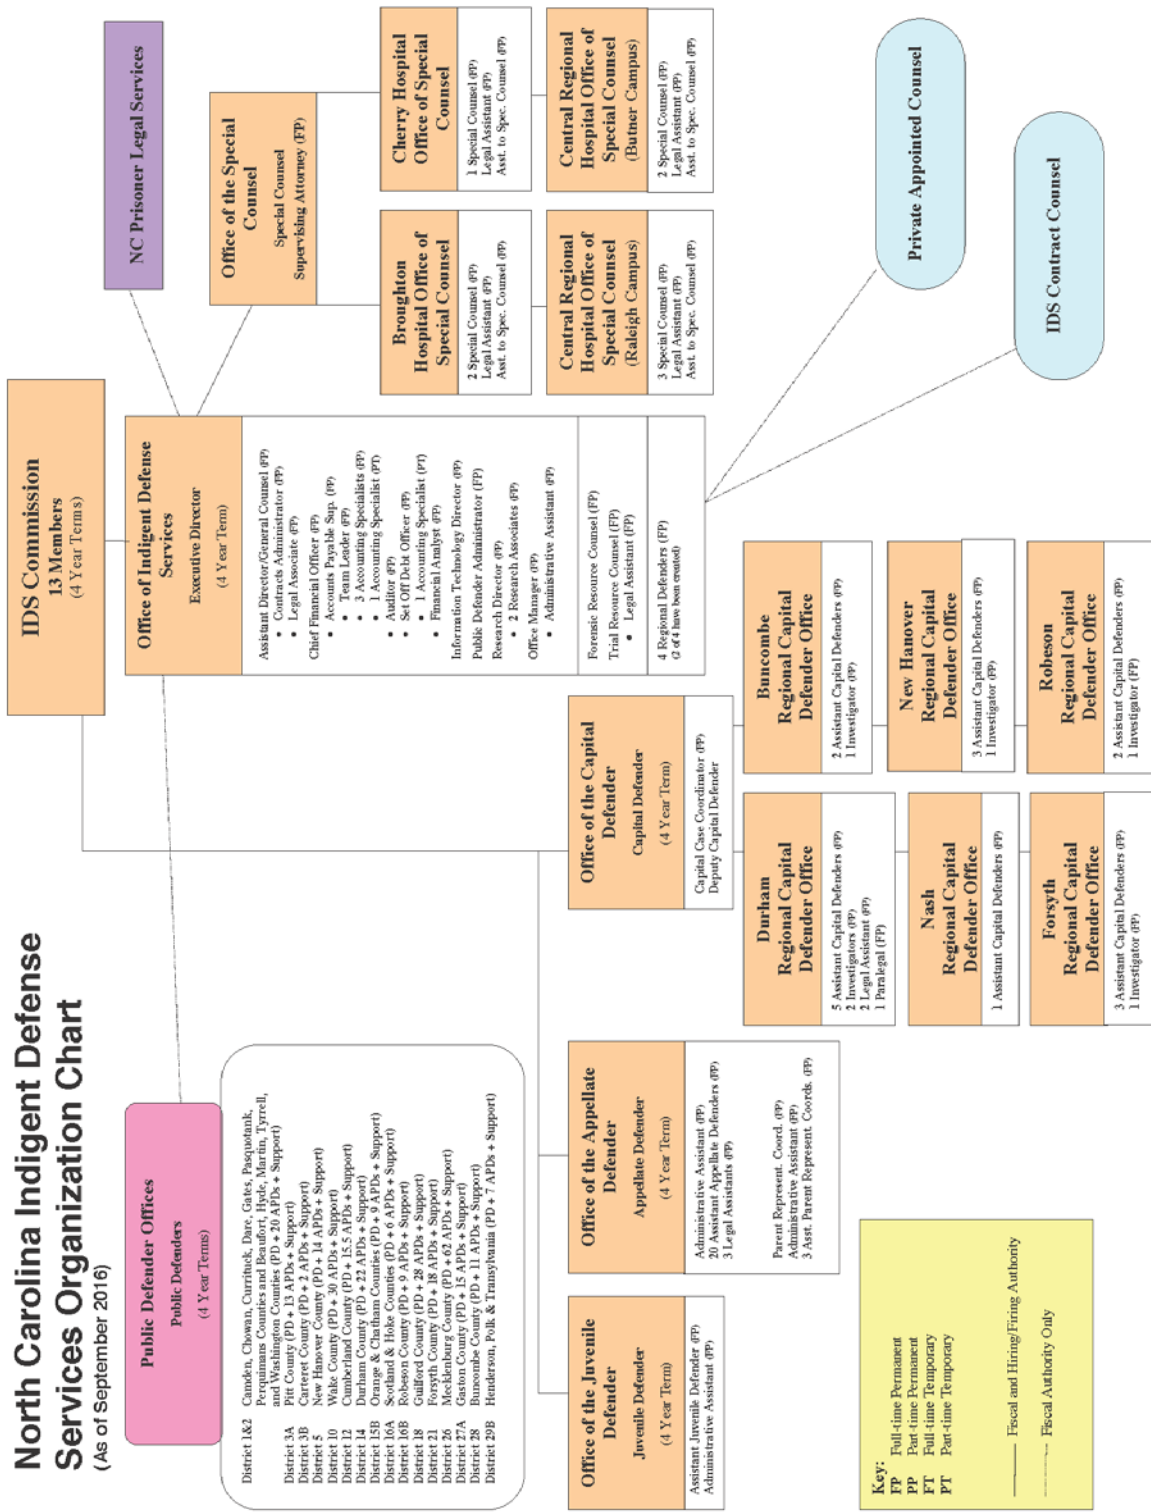 North Carolina Indigent Defense
Services Organization Chart
(As of September 2016)
IDS Commission
13 Members
(4 Year Terms)
Public Defender Offices
Public Defenders
(4 Year Terms)
District 1&2 Camden, Chowan, Currituck, Dare, Gates, Pasquotank,
Perquimans Counties and Beaufort, Hyde, Martin, Tyrrell,
and Washington Counties (PD + 20 APDs + Support)
District 3A Pitt County (PD + 13 APDs + Support)
District 3B Carteret County (PD + 2 APDs + Support)
District 5 New Hanover County (PD + 14 APDs + Support)
District 10 Wake County (PD + 30 APDs + Support)
District 12 Cumberland County (PD + 15.5 APDs + Support)
District 14 Durham County (PD + 22 APDs + Support)
District 15B Orange & Chatham Counties (PD + 9 APDs + Support)
District 16A Scotland & Hoke Counties (PD + 6 APDs + Support)
District 16B Robeson County (PD + 9 APDs + Support)
District 18 Guilford County (PD + 28 APDs + Support)
District 21 Forsyth County (PD + 18 APDs + Support)
District 26 Mecklenburg County (PD + 62 APDs + Support)
District 27A Gaston County (PD + 15 APDs + Support)
District 28 Buncombe County (PD + 11 APDs + Support)
District 29B Henderson, Polk & Transylvania (PD + 7 APDs + Support)
Office of Indigent Defense
Services
Executive Director
(4 Year Term)
Assistant Director/General Counsel (FP)
• Contracts Administrator (FP)
• Legal Associate (FP)
Chief Financial Officer (FP)
• Accounts Payable Sup. (FP)
• Team Leader (FP)
• 3 Accounting Specialists (FP)
• 1 Accounting Specialist (PT)
• Auditor (FP)
• Set Off Debt Officer (FP)
• 1 Accounting Specialist (PT)
• Financial Analyst (FP)
Information Technology Director (FP)
Public Defender Administrator (FP)
Research Director (FP)
• 2 Research Associates (FP)
Office Manager (FP)
• Administrative Assistant (FP)
Forensic Resource Counsel (FP)
Trial Resource Counsel (FP)
• Legal Assistant (FP)
4 Regional Defenders (FP)
(2 of 4 have been created)
NC Prisoner Legal Services
Office of the Special
Counsel
Special Counsel
Supervising Attorney (FP)
Broughton
Hospital Office of
Special Counsel
2 Special Counsel (FP)
Legal Assistant (FP)
Asst. to Spec. Counsel (FP)
Cherry Hospital
Office of Special
Counsel
1 Special Counsel (FP)
Legal Assistant (FP)
Asst. to Spec. Counsel (FP)
Central Regional
Hospital Office of
Special Counsel
(Raleigh Campus)
3 Special Counsel (FP)
Legal Assistant (FP)
Asst. to Spec. Counsel (FP)
Central Regional
Hospital Office of
Special Counsel
(Butner Campus)
2 Special Counsel (FP)
Legal Assistant (FP)
Asst. to Spec. Counsel (FP)
Office of the Juvenile
Defender
Juvenile Defender
(4 Year Term)
Assistant Juvenile Defender (FP)
Administrative Assistant (FP)
Office of the Appellate
Defender
Appellate Defender
(4 Year Term)
Administrative Assistant (FP)
20 Assistant Appellate Defenders (FP)
3 Legal Assistants (FP)
Parent Represent. Coord. (FP)
Administrative Assistant (FP)
3 Asst. Parent Represent. Coords. (FP)
Office of the Capital
Defender
Capital Defender
(4 Year Term)
Capital Case Coordinator (FP)
Deputy Capital Defender
Durham
Regional Capital
Defender Office
5 Assistant Capital Defenders (FP)
2 Investigators (FP)
2 Legal Assistant (FP)
1 Paralegal (FP)
Buncombe
Regional Capital
Defender Office
2 Assistant Capital Defenders (FP)
1 Investigator (FP)
Nash
Regional Capital
Defender Office
1 Assistant Capital Defenders (FP)
New Hanover
Regional Capital
Defender Office
3 Assistant Capital Defenders (FP)
1 Investigator (FP)
Forsyth
Regional Capital
Defender Office
3 Assistant Capital Defenders (FP)
1 Investigator (FP)
Robeson
Regional Capital
Defender Office
2 Assistant Capital Defenders (FP)
1 Investigator (FP)
Private Appointed Counsel
IDS Contract Counsel
Key:
FP Full-time Permanent
PP Part-time Permanent
FT Full-time Temporary
PT Part-time Temporary
Fiscal and Hiring/Firing Authority
Fiscal Authority Only